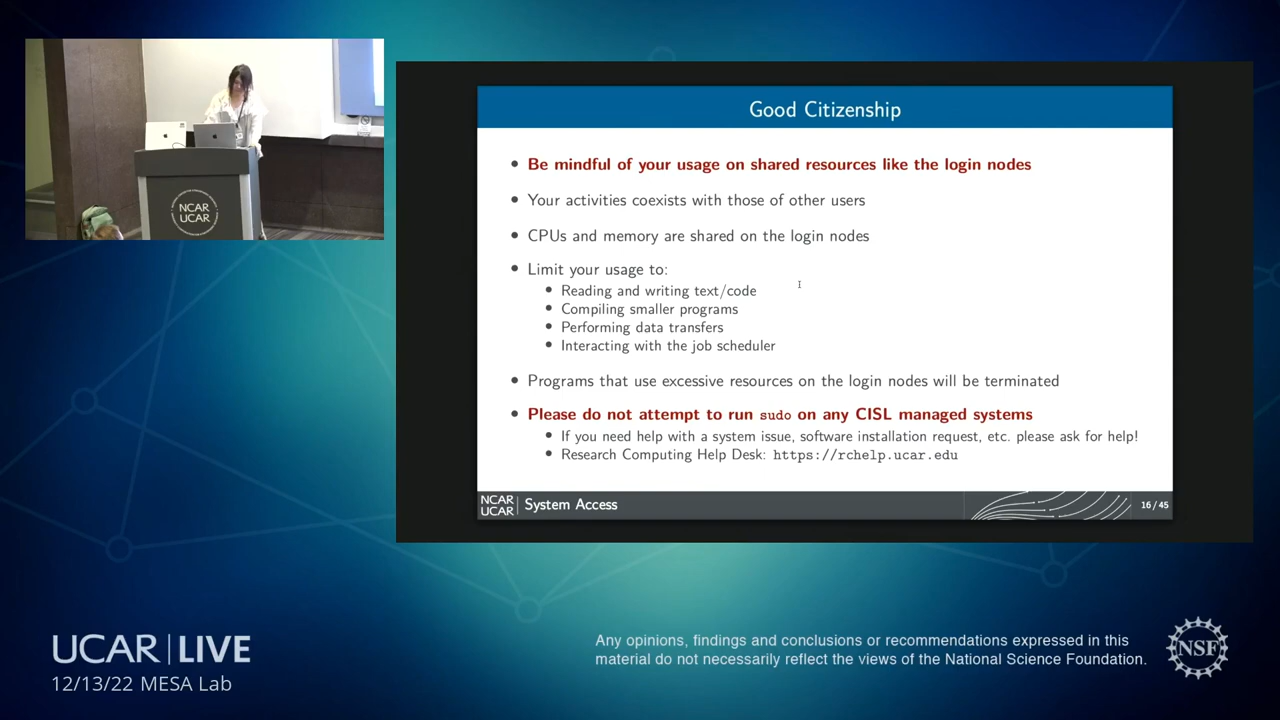 NCAR
UCAR
Good Citizenship
Be mindful of your usage on shared resources like the login nodes
Your activities coexists with those of other users
CPUs and memory are shared on the login nodes
Limit your usage to:
Reading and writing text/code
Compiling smaller programs
Performing data transfers
Interacting with the job scheduler
Programs that use excessive resources on the login nodes will be terminated
Please do not attempt to run sudo on any CISL managed systems
If you need help with a system issue, software installation request, etc. please ask for help!
Research Computing Help Desk: https://rchelp.ucar.edu
NCAR
UCAR
System Access
16 / 45
UCAR | LIVE
12/13/22 MESA Lab
Any opinions, findings and conclusions or recommendations expressed in this
material do not necessarily reflect the views of the National Science Foundation.
NSF